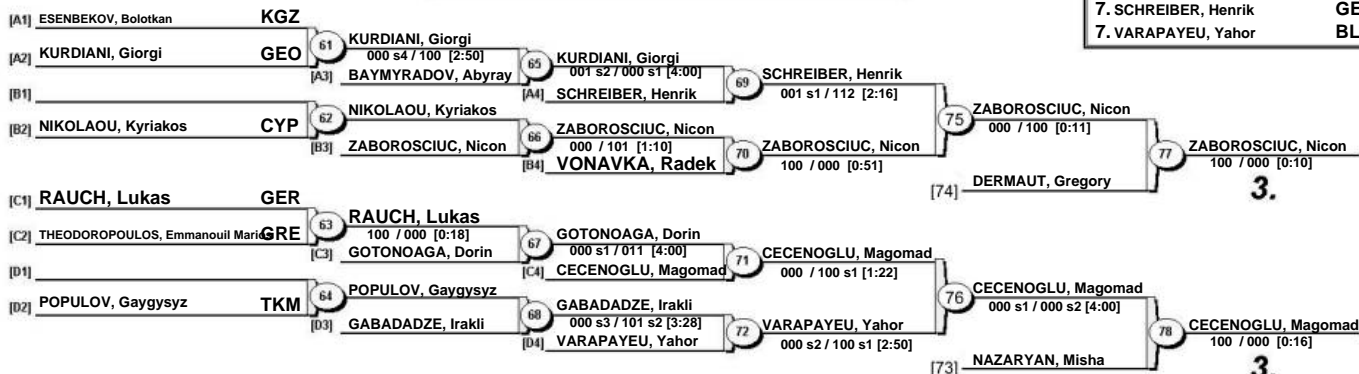 7. SCHREIBER, Henrik GE
7. VARAPAYEU, Yahor BL
[A1] ESENBEKOV, Bolotkan KGZ
[A2] KURDIANI, Giorgi GEO
61 KURDIANI, Giorgi
000 s4 / 100 [2:50]
[A3] BAYMYRADOV, Abyray
65 KURDIANI, Giorgi
001 s2 / 000 s1 [4:00]
[A4] SCHREIBER, Henrik
69 SCHREIBER, Henrik
001 s1 / 112 [2:16]
[B1]
[B2] NIKOLAOU, Kyriakos CYP
62 NIKOLAOU, Kyriakos
[B3] ZABOROSCIUC, Nicon
66 ZABOROSCIUC, Nicon
000 / 101 [1:10]
[B4] VONAVKA, Radek
70 ZABOROSCIUC, Nicon
100 / 000 [0:51]
75 ZABOROSCIUC, Nicon
000 / 100 [0:11]
[74] DERMAUT, Gregory
77 ZABOROSCIUC, Nicon
100 / 000 [0:10]
3.
[C1] RAUCH, Lukas GER
[C2] THEODOROPOULOS, Emmanouil Marios GRE
63 RAUCH, Lukas
100 / 000 [0:18]
[C3] GOTONOAGA, Dorin
67 GOTONOAGA, Dorin
000 s1 / 011 [4:00]
[C4] CECENOGLU, Magomad
71 CECENOGLU, Magomad
000 / 100 s1 [1:22]
[D1]
[D2] POPULOV, Gaygysyz TKM
64 POPULOV, Gaygysyz
[D3] GABADADZE, Irakli
68 GABADADZE, Irakli
000 s3 / 101 s2 [3:28]
[D4] VARAPAYEU, Yahor
72 VARAPAYEU, Yahor
000 s2 / 100 s1 [2:50]
76 CECENOGLU, Magomad
000 s1 / 000 s2 [4:00]
[73] NAZARYAN, Misha
78 CECENOGLU, Magomad
100 / 000 [0:16]
3.